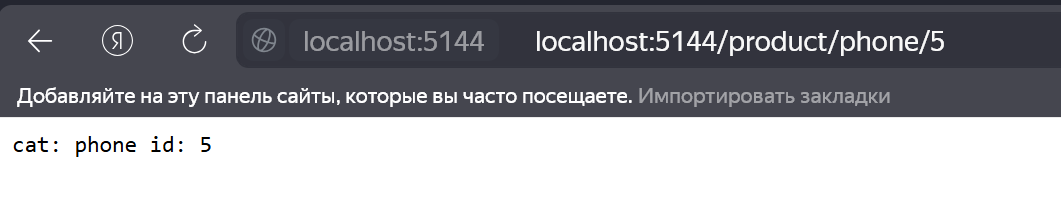 Я localhost:5144 localhost:5144/product/phone/5
Добавляйте на эту панель сайты, которые вы часто посещаете. Импортировать закладки
cat: phone id: 5